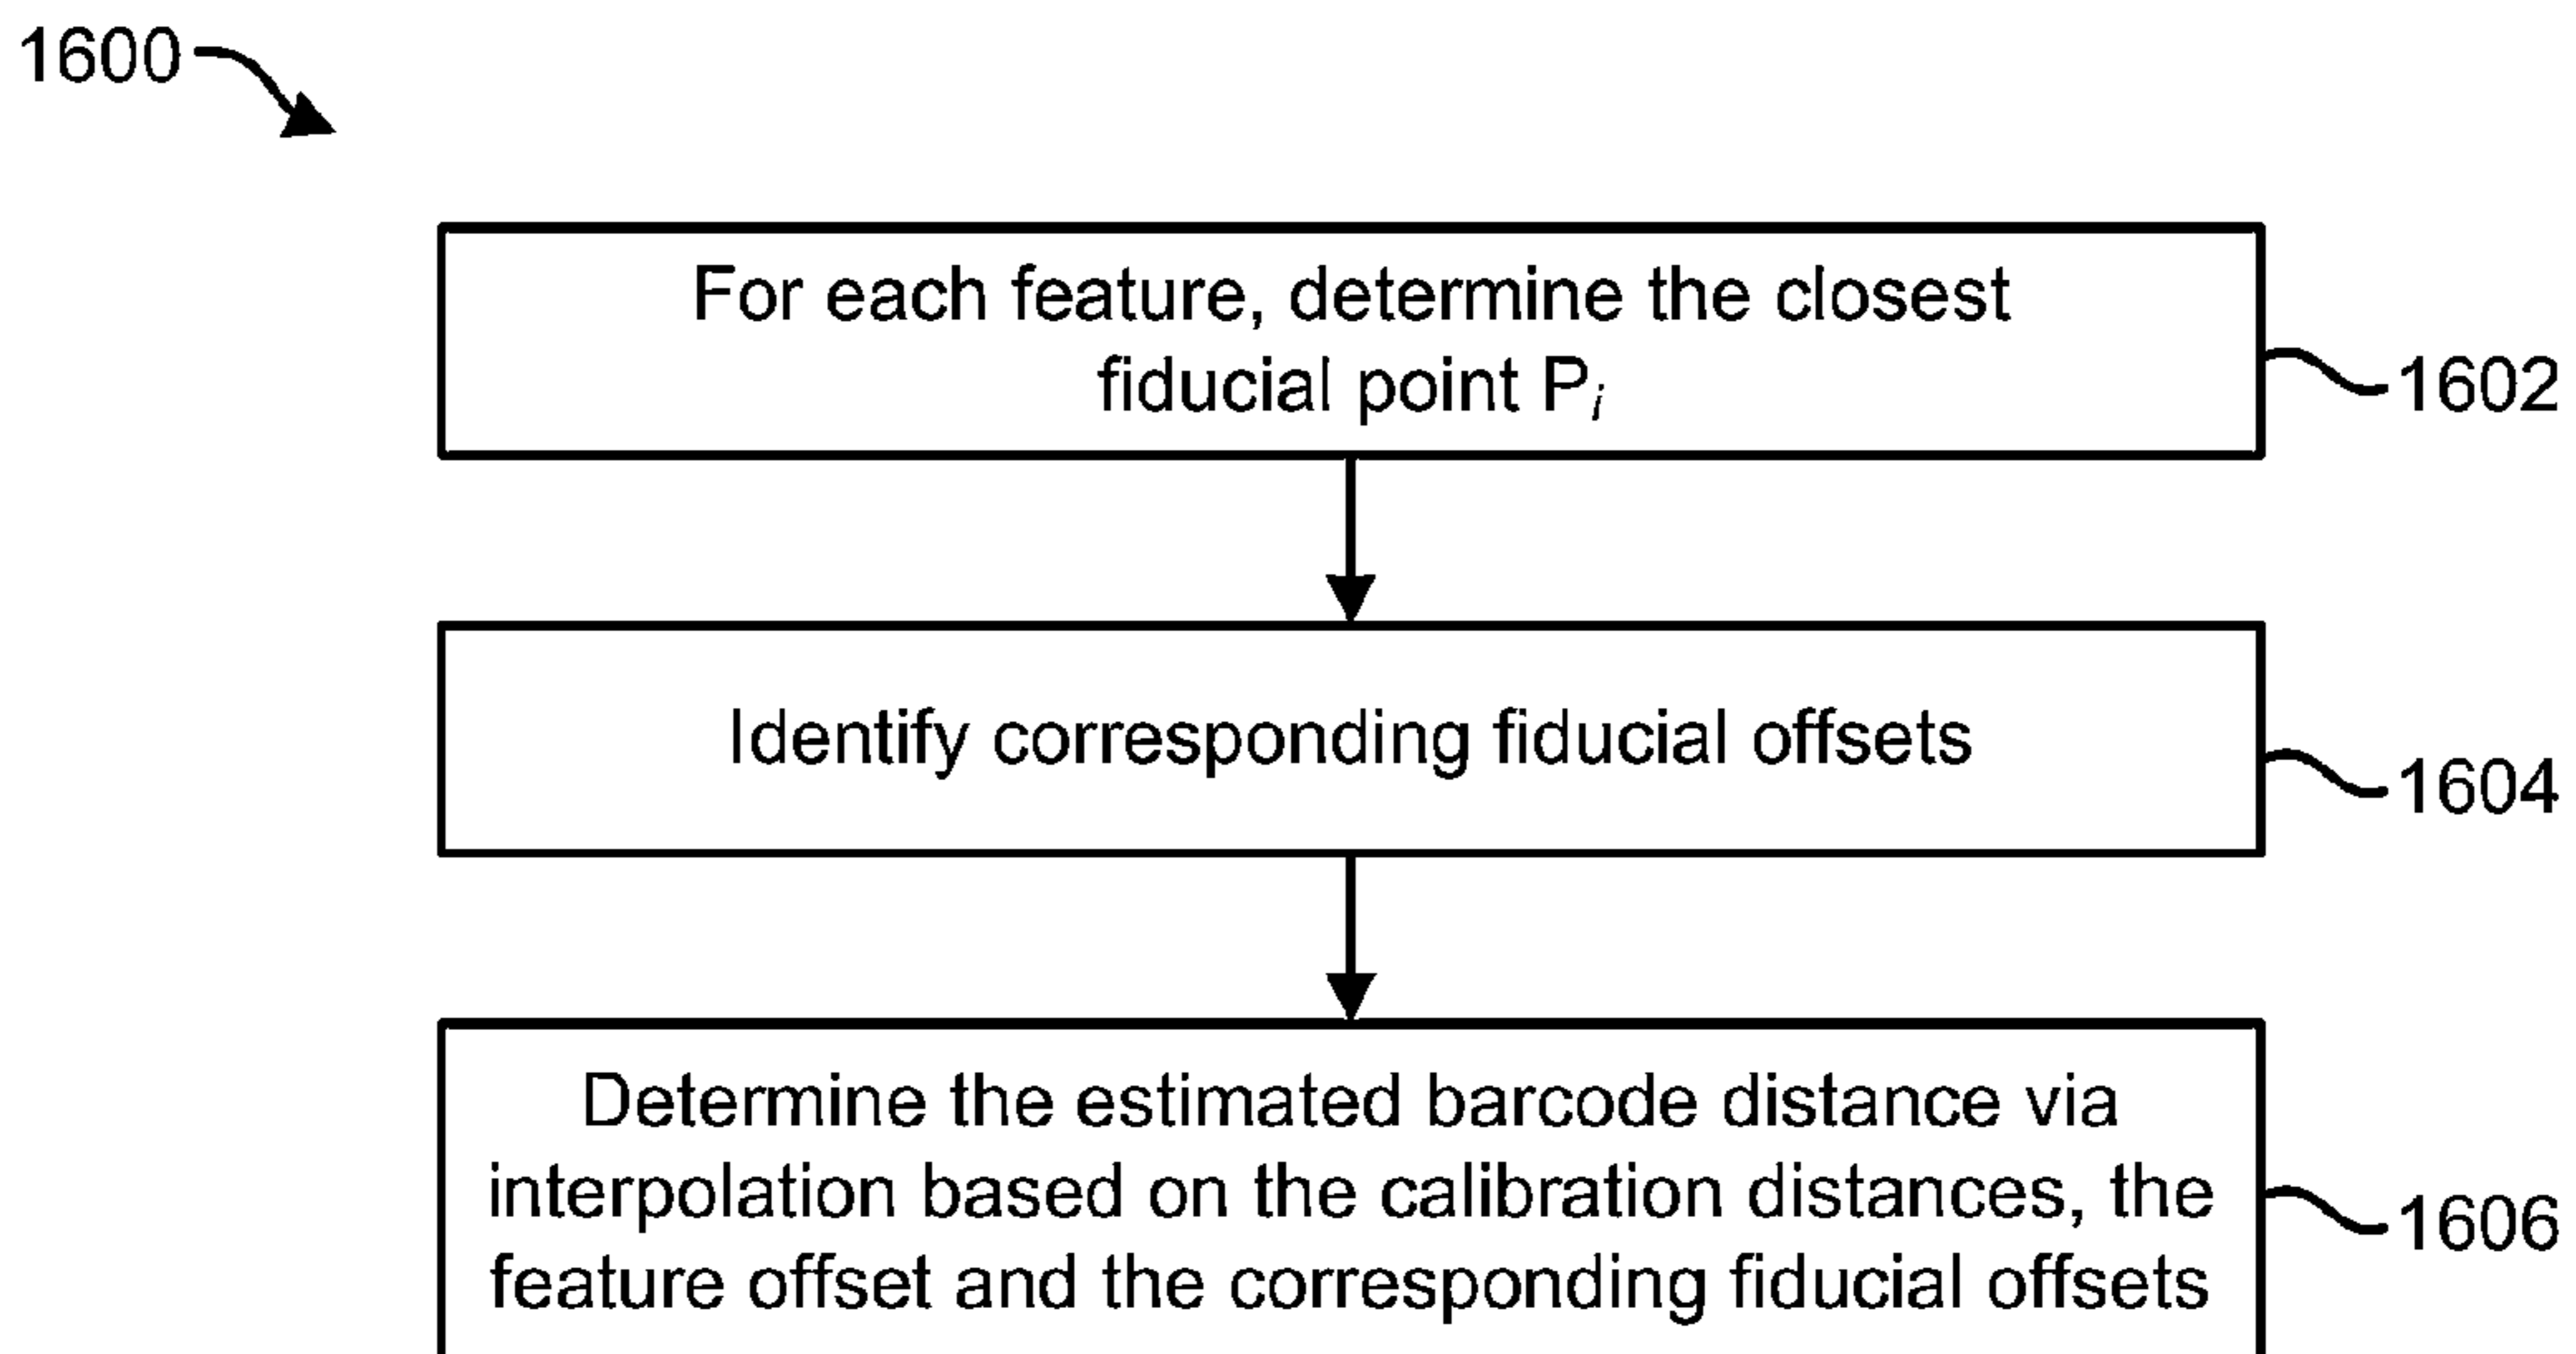 1600
For each feature, determine the closest
fiducial point Pᵢ
1602
Identify corresponding fiducial offsets
1604
Determine the estimated barcode distance via
interpolation based on the calibration distances, the
feature offset and the corresponding fiducial offsets
1606